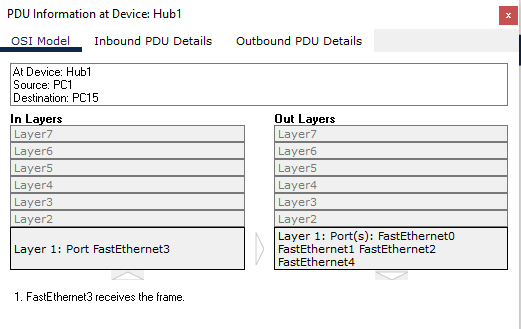 PDU Information at Device: Hub1
x
OSI Model Inbound PDU Details Outbound PDU Details
At Device: Hub1
Source: PC1
Destination: PC15
In Layers
Layer7
Layer6
Layer5
Layer4
Layer3
Layer2
Layer 1: Port FastEthernet3
Out Layers
Layer7
Layer6
Layer5
Layer4
Layer3
Layer2
Layer 1: Port(s): FastEthernet0
FastEthernet1 FastEthernet2
FastEthernet4
1. FastEthernet3 receives the frame.